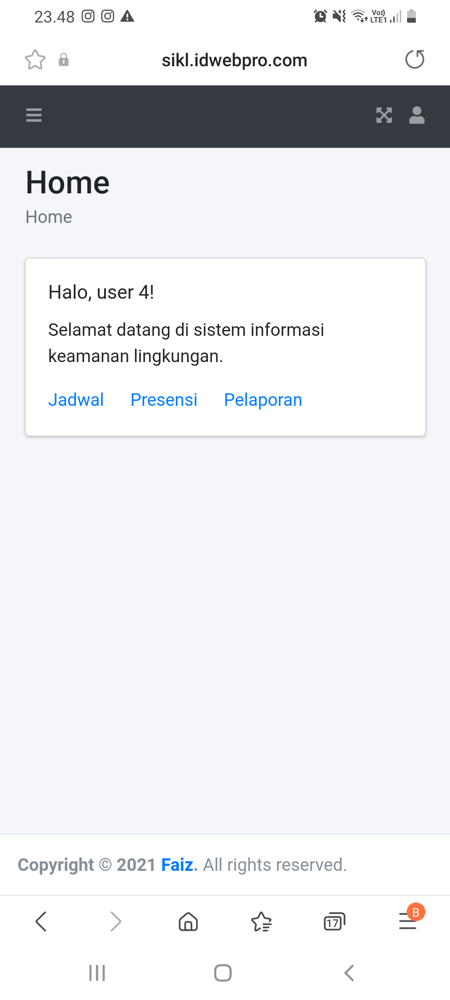 23.48
Vo))
LTE1
sikl.idwebpro.com
Home
Home
Halo, user 4!
Selamat datang di sistem informasi
keamanan lingkungan.
Jadwal Presensi Pelaporan
Copyright © 2021 Faiz. All rights reserved.
17
B